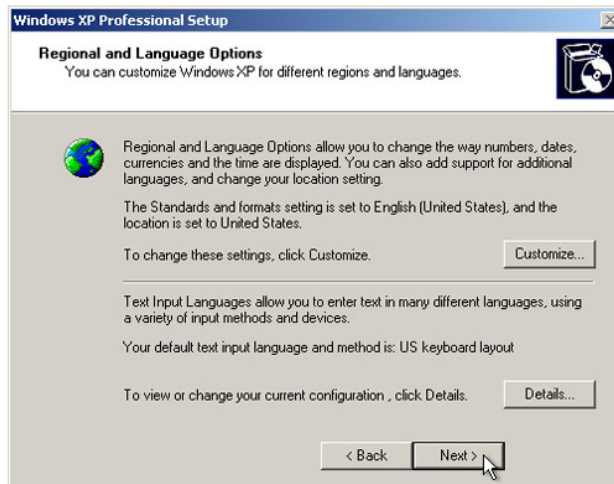 Windows XP Professional Setup
Regional and Language Options
You can customize Windows XP for different regions and languages.
Regional and Language Options allow you to change the way numbers, dates,
currencies and the time are displayed. You can also add support for additional
languages, and change your location setting.
The Standards and formats setting is set to English (United States), and the
location is set to United States.
To change these settings, click Customize.
Customize...
Text Input Languages allow you to enter text in many different languages, using
a variety of input methods and devices.
Your default text input language and method is: US keyboard layout
To view or change your current configuration , click Details.
Details...
< Back
Next >